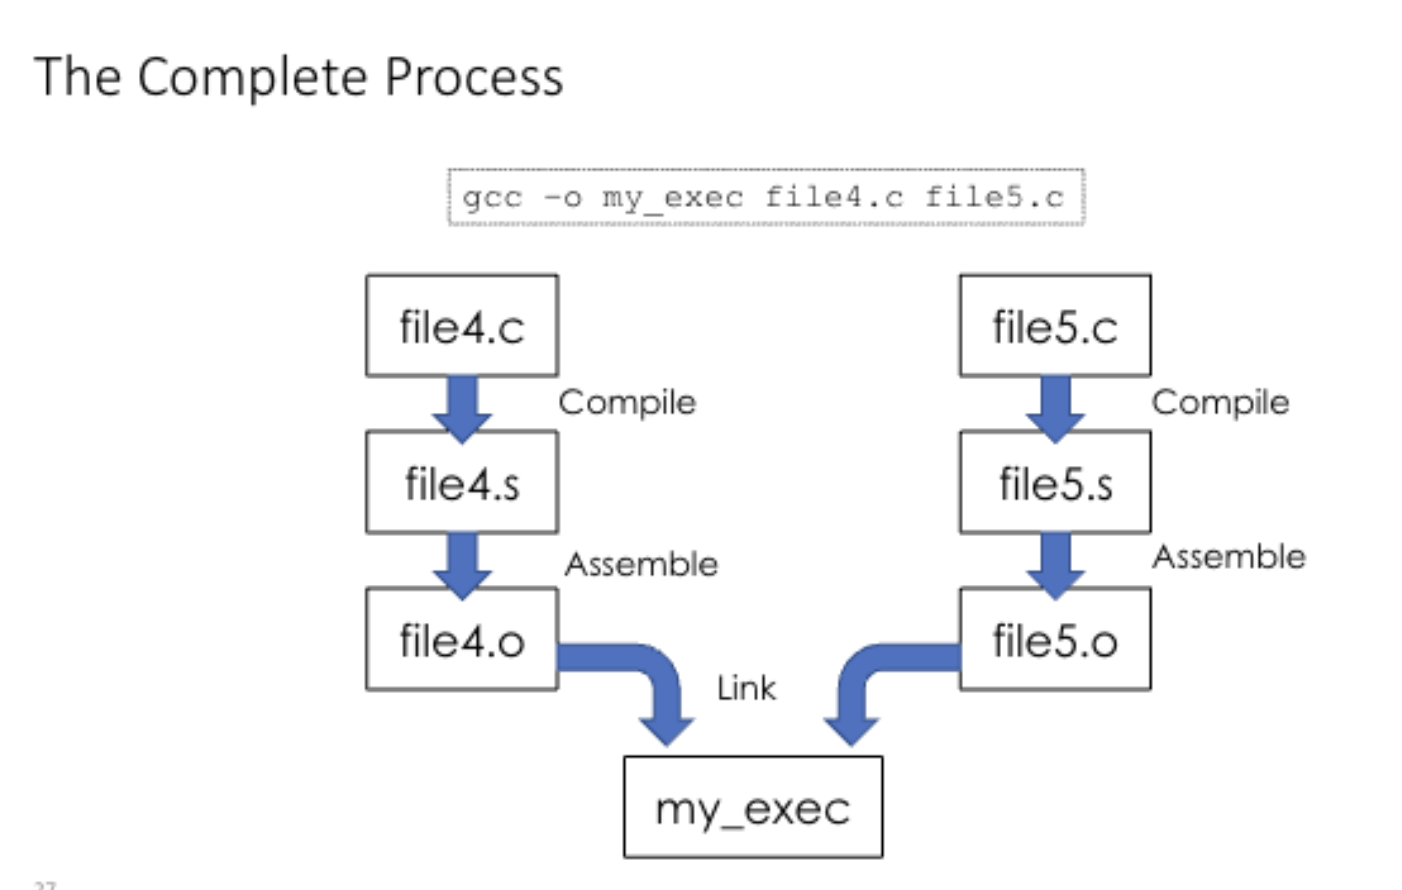 The Complete Process
gcc -o my_exec file4.c file5.c
file4.c
file5.c
Compile
Compile
file4.s
file5.s
Assemble
Assemble
file4.o
file5.o
Link
my_exec